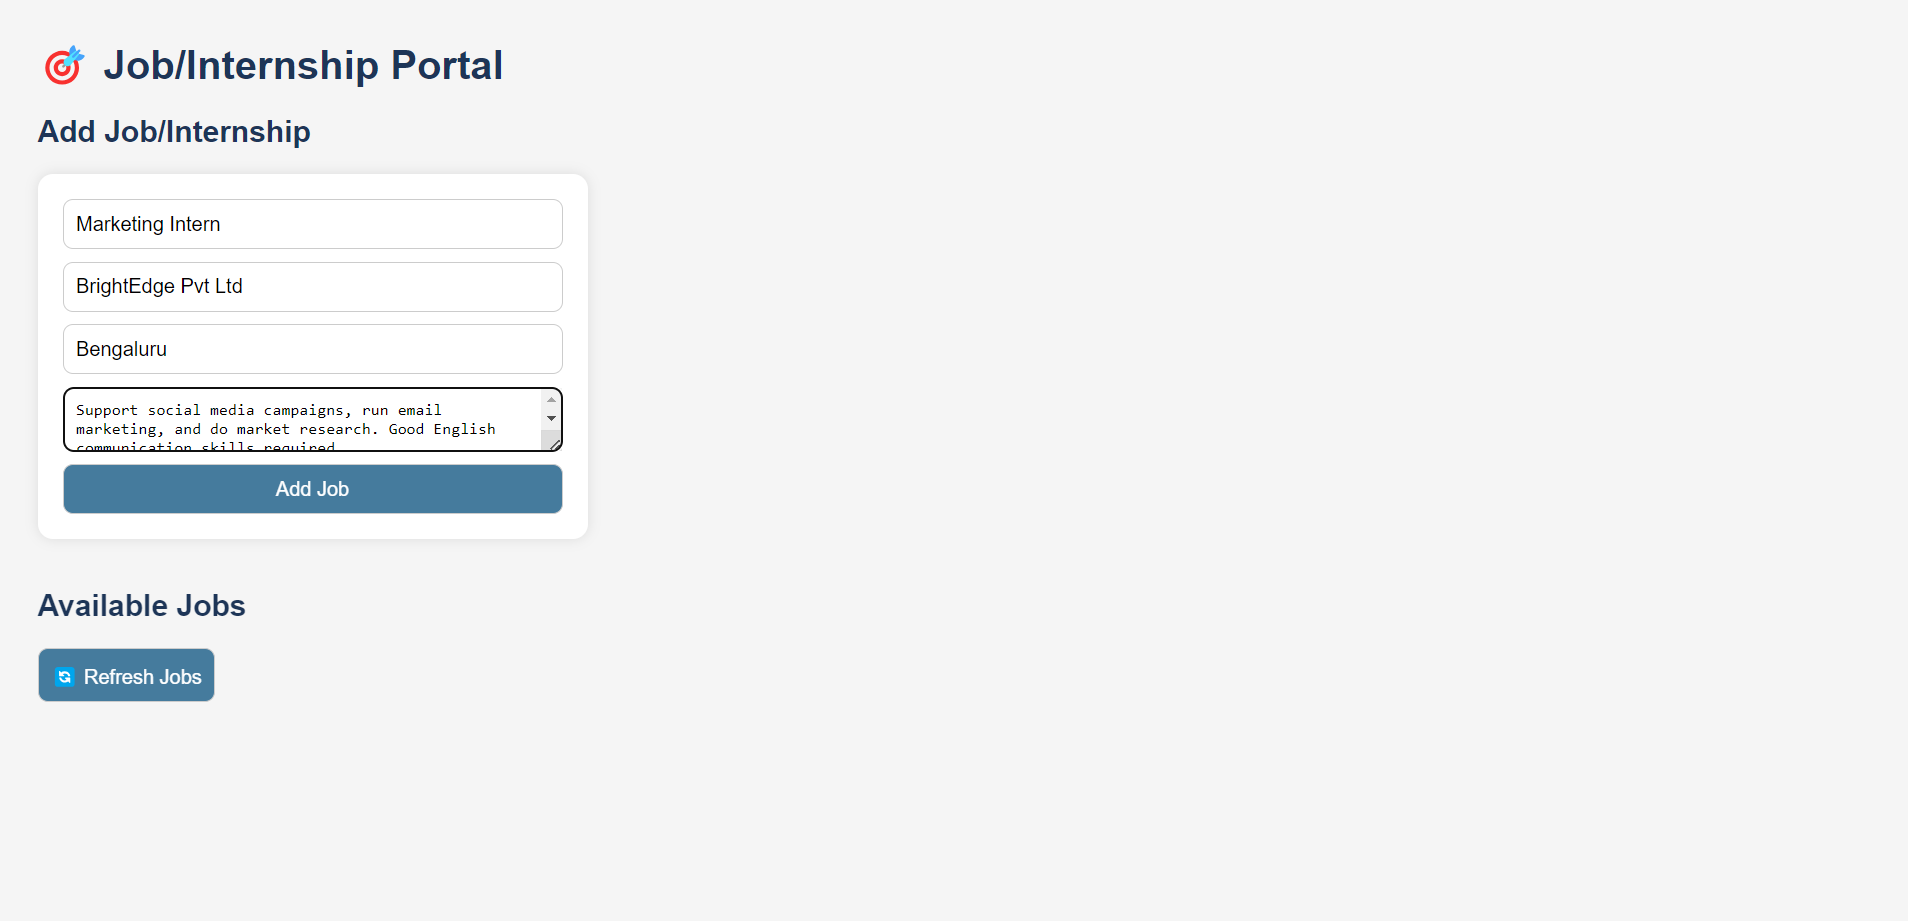 Job/Internship Portal
Add Job/Internship
Marketing Intern
BrightEdge Pvt Ltd
Bengaluru
Support social media campaigns, run email
marketing, and do market research. Good English
communication skills required
Add Job
Available Jobs
Refresh Jobs